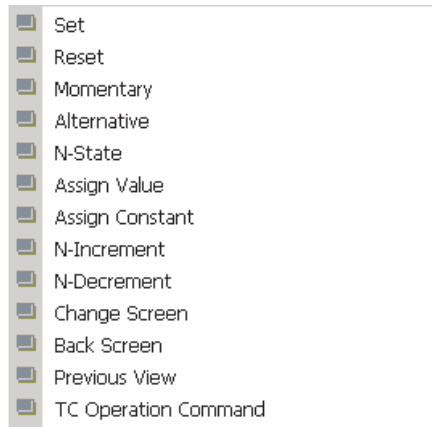 Set
Reset
Momentary
Alternative
N-State
Assign Value
Assign Constant
N-Increment
N-Decrement
Change Screen
Back Screen
Previous View
TC Operation Command